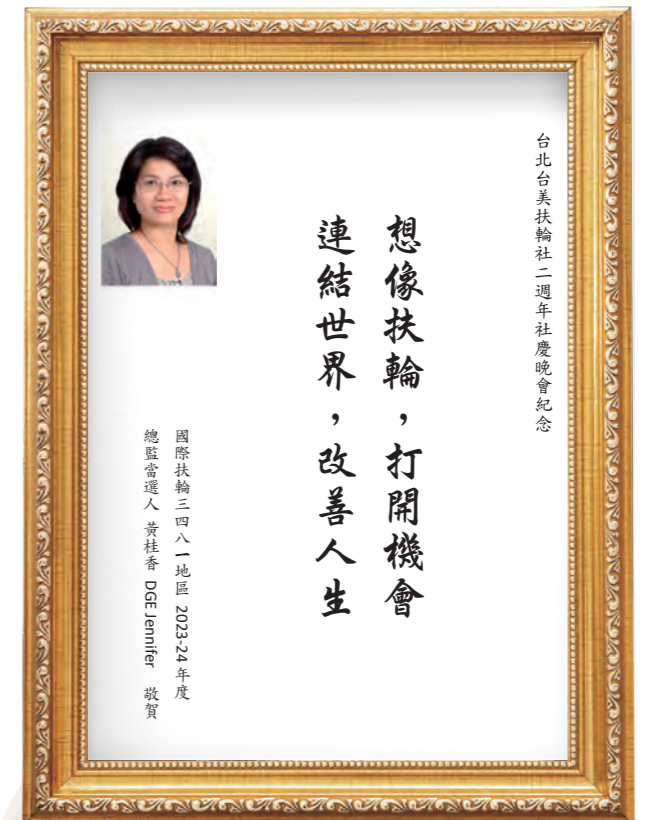 台北台美扶輪社二週年社慶晚會紀念
想像扶輪，打開機會
連結世界，改善人生
國際扶輪三四八一地區 2023-24 年度
總監當選人 黃桂香 DGE Jennifer 敬賀